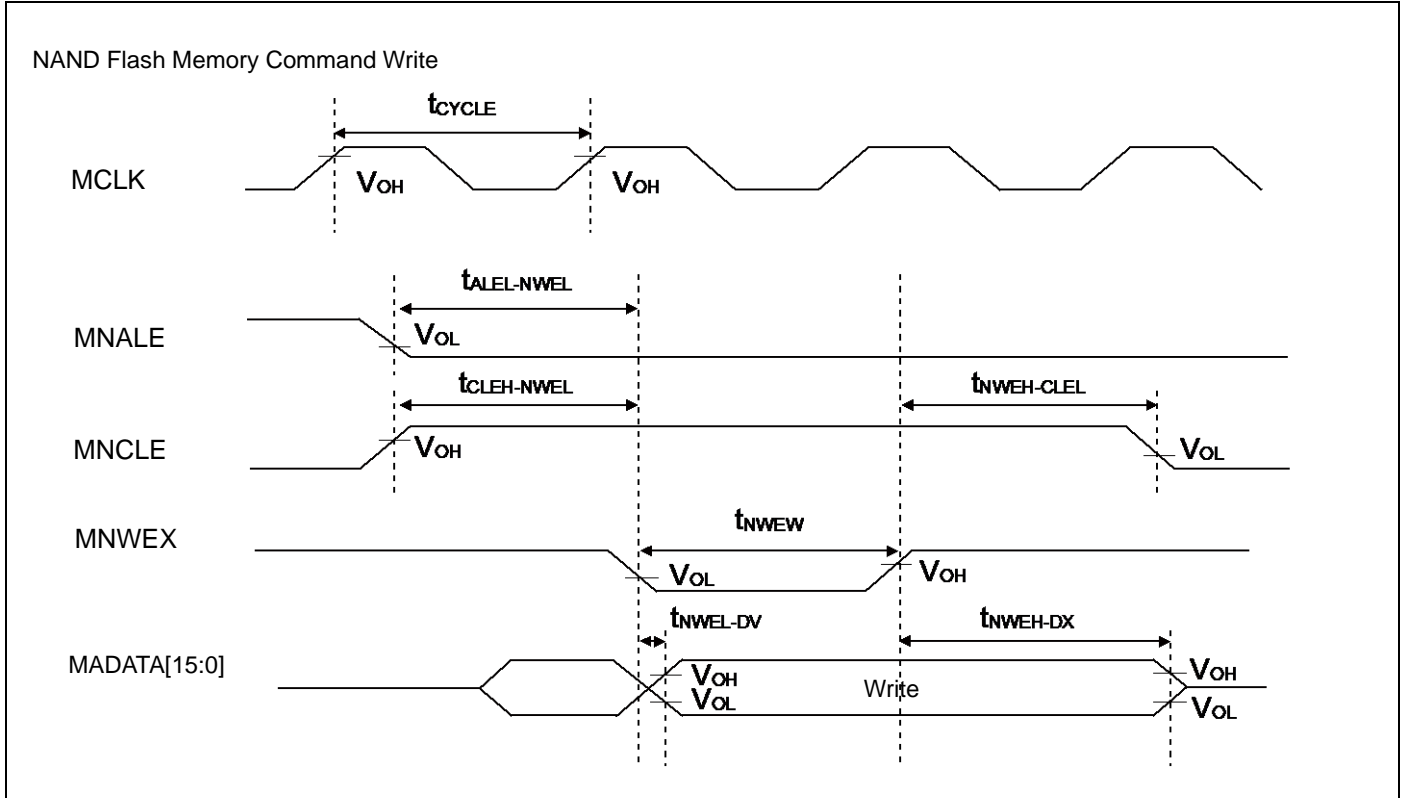 NAND Flash Memory Command Write
tCYCLE
MCLK
VOH
VOH
tALEL-NWEL
MNALE
VOL
tCLEH-NWEL
tNWEH-CLEL
MNCLE
VOH
VOL
tNWEW
MNWEX
VOL
VOH
tNWEL-DV
tNWEH-DX
MADATA[15:0]
VOH
VOL
Write
VOH
VOL